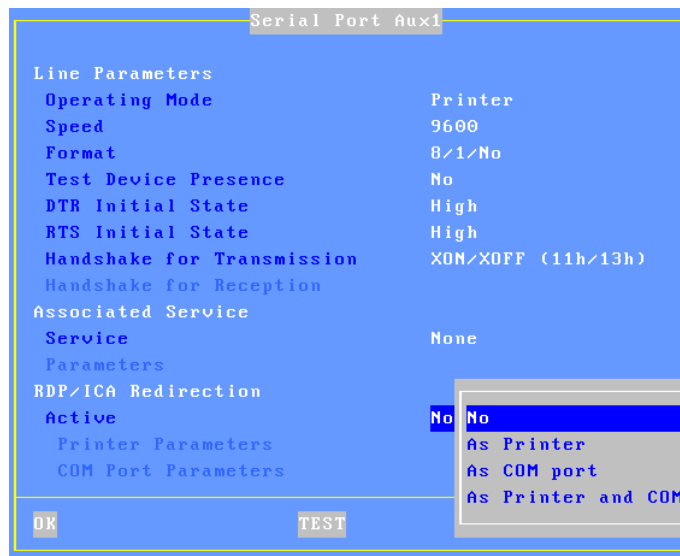 Serial Port Aux1
Line Parameters
Operating Mode Printer
Speed 9600
Format 8/1/No
Test Device Presence No
DTR Initial State High
RTS Initial State High
Handshake for Transmission XON/XOFF (11h/13h)
Handshake for Reception
Associated Service
Service None
Parameters
RDP/ICA Redirection
Active No No
Printer Parameters As Printer
COM Port Parameters As COM port
As Printer and COM
OK TEST